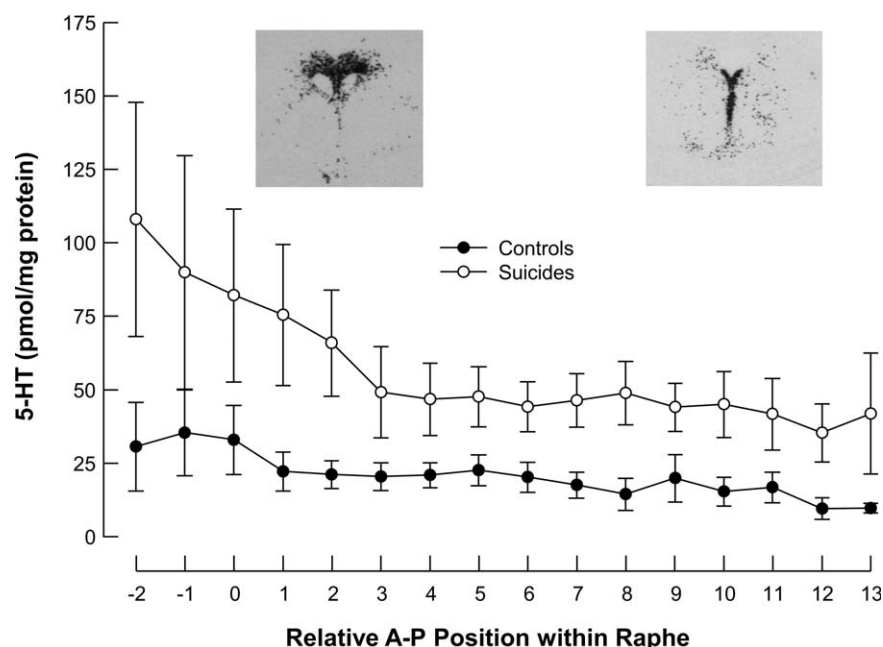 175
150
125
100
75
50
25
0
5-HT (pmol/mg protein)
Controls
Suicides
-2 -1 0 1 2 3 4 5 6 7 8 9 10 11 12 13
Relative A-P Position within Raphe